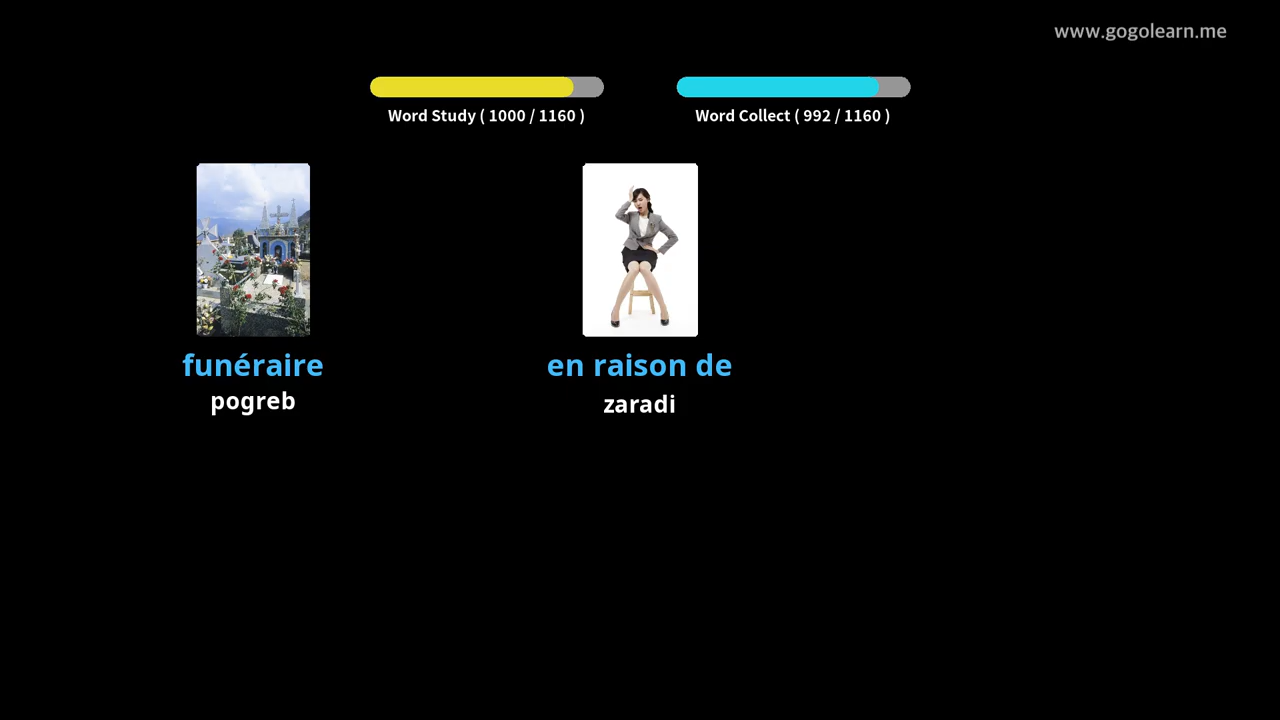 www.gogolearn.me
Word Study ( 1000 / 1160 )
Word Collect ( 992 / 1160 )
funéraire
pogreb
en raison de
zaradi